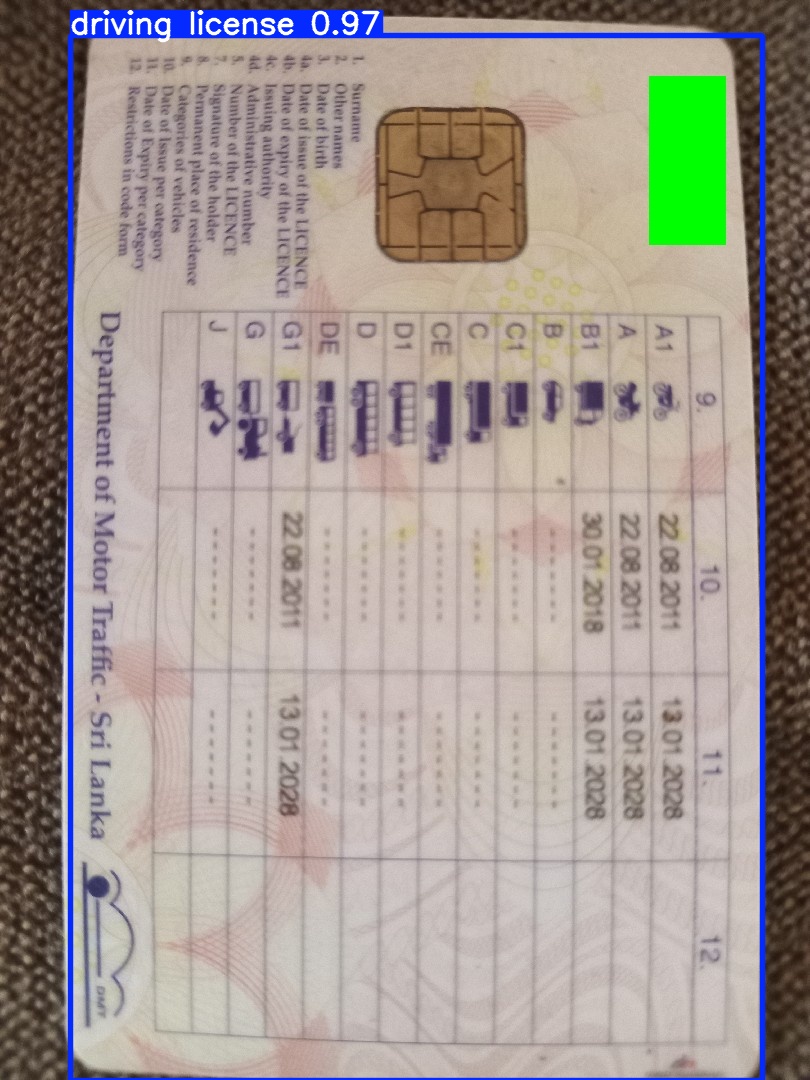 driving license 0.97
1. Surname
2. Other names
3. Date of birth
4a. Date of issue of the LICENCE
4b. Date of expiry of the LICENCE
4c. Issuing authority
4d. Administrative number
5. Number of the LICENCE
7. Signature of the holder
8. Permanent place of residence
9. Categories of vehicles
10. Date of Issue per category
11. Date of Expiry per category
12. Restrictions in code form
9. 10. 11. 12.
A1 22.08.2011 13.01.2028
A 22.08.2011 13.01.2028
B1 30.01.2018 13.01.2028
B ------- -------
C1 ------- -------
C ------- -------
CE ------- -------
D1 ------- -------
D ------- -------
DE ------- -------
G1 22.08.2011 13.01.2028
G ------- -------
J ------- -------
Department of Motor Traffic - Sri Lanka
DMT